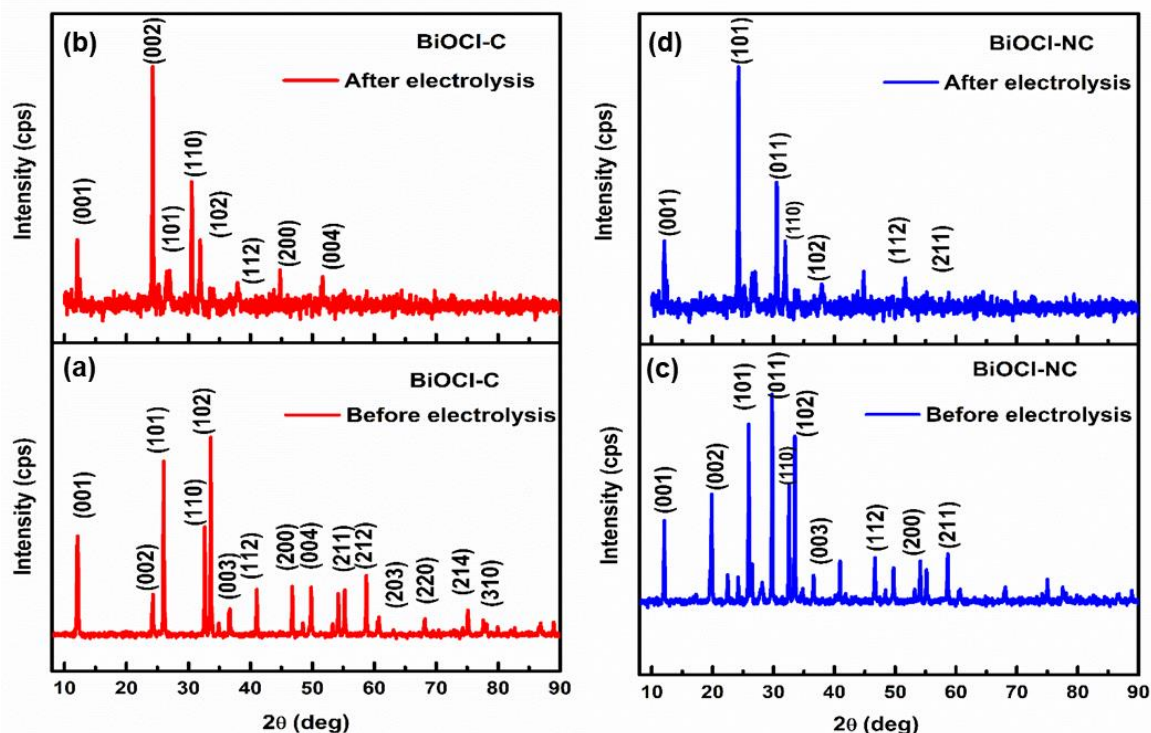 (b)
BiOCl-C
After electrolysis
(001)
(002)
(101)
(110)
(102)
(112)
(200)
(004)
Intensity (cps)
(a)
BiOCl-C
Before electrolysis
(001)
(002)
(101)
(110)
(102)
(003)
(112)
(200)
(004)
(211)
(212)
(203)
(220)
(214)
(310)
Intensity (cps)
10 20 30 40 50 60 70 80 90
2θ (deg)
(d)
BiOCl-NC
After electrolysis
(001)
(101)
(011)
(110)
(102)
(112)
(211)
Intensity (cps)
(c)
BiOCl-NC
Before electrolysis
(001)
(002)
(101)
(011)
(110)
(102)
(003)
(112)
(200)
(211)
Intensity (cps)
10 20 30 40 50 60 70 80 90
2θ (deg)